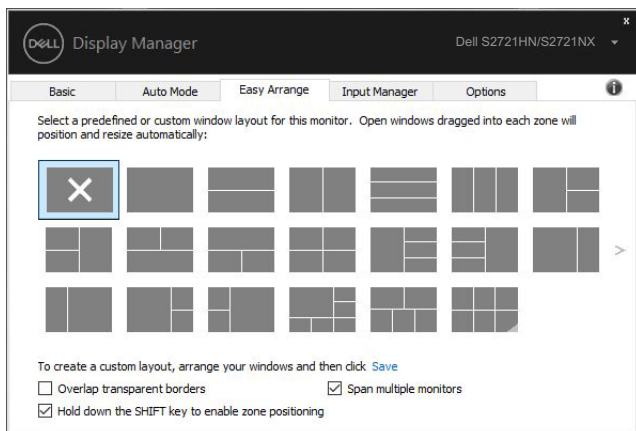 x
DELL Display Manager Dell S2721HN/S2721NX
Basic Auto Mode Easy Arrange Input Manager Options i
Select a predefined or custom window layout for this monitor. Open windows dragged into each zone will
position and resize automatically:
>
To create a custom layout, arrange your windows and then click Save
Overlap transparent borders Span multiple monitors
Hold down the SHIFT key to enable zone positioning